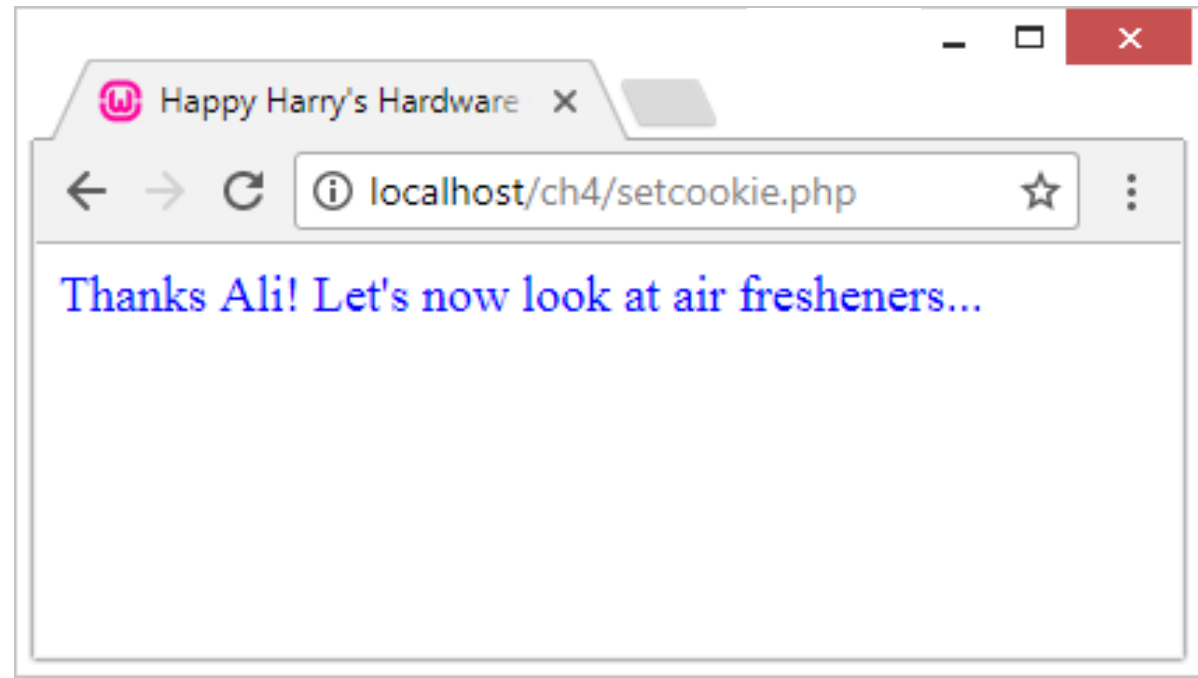 Happy Harry's Hardware
localhost/ch4/setcookie.php
Thanks Ali! Let's now look at air fresheners...